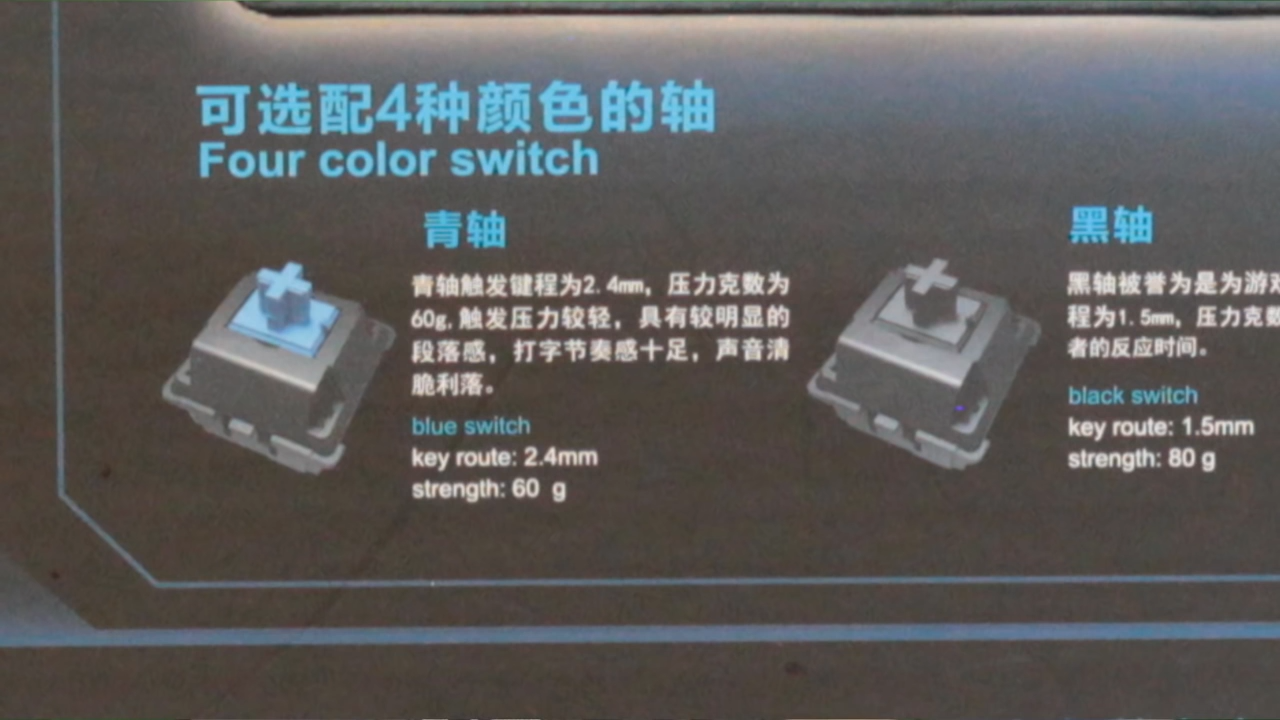 可选配4种颜色的轴
Four color switch
青轴
青轴触发键程为2.4mm，压力克数为
60g,触发压力较轻，具有较明显的
段落感，打字节奏感十足，声音清
脆利落。
blue switch
key route: 2.4mm
strength: 60 g
黑轴
黑轴被誉为是为游戏
程为1.5mm，压力克数
者的反应时间。
black switch
key route: 1.5mm
strength: 80 g